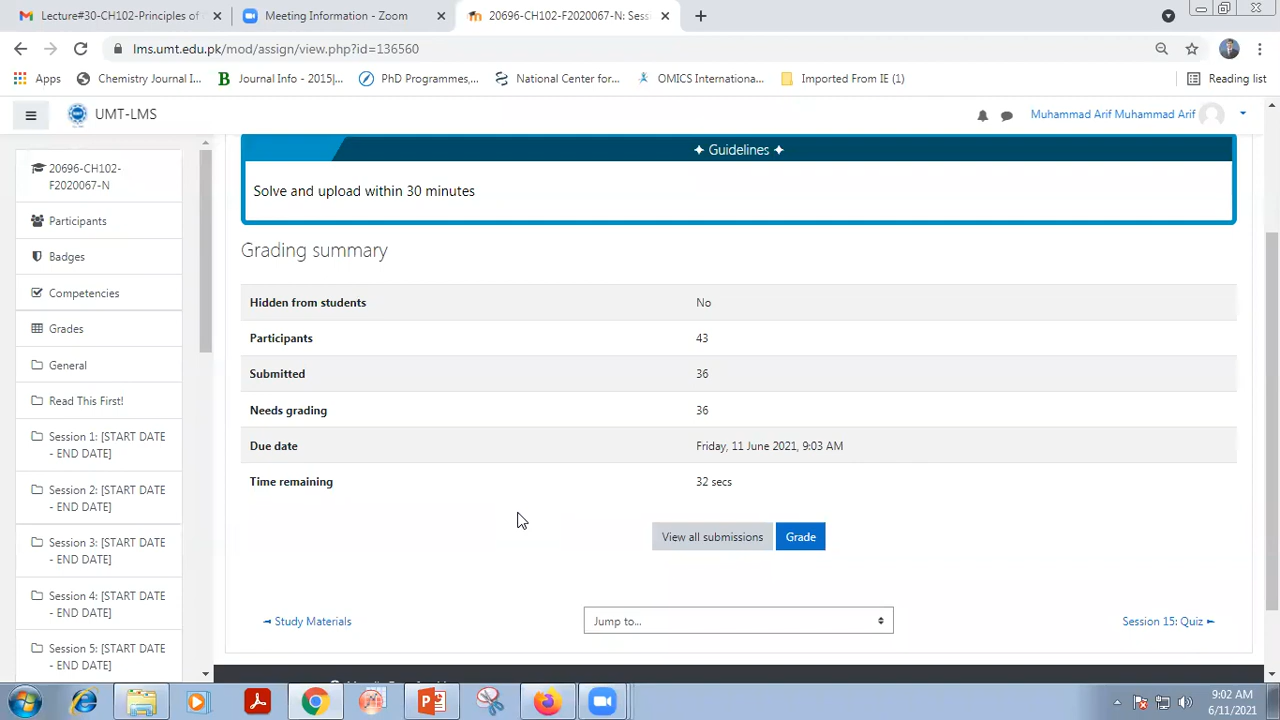 Lecture#30-CH102-Principles of
Meeting Information - Zoom
20696-CH102-F2020067-N: Sess
lms.umt.edu.pk/mod/assign/view.php?id=136560
Apps
Chemistry Journal I...
Journal Info - 2015|...
PhD Programmes,...
National Center for...
OMICS Internationa...
Imported From IE (1)
Reading list
UMT-LMS
Muhammad Arif Muhammad Arif
20696-CH102-
F2020067-N
Participants
Badges
Competencies
Grades
General
Read This First!
Session 1: [START DATE
- END DATE]
Session 2: [START DATE
- END DATE]
Session 3: [START DATE
- END DATE]
Session 4: [START DATE
- END DATE]
Session 5: [START DATE
- END DATE]
✦ Guidelines ✦
Solve and upload within 30 minutes
Grading summary
Hidden from students No
Participants 43
Submitted 36
Needs grading 36
Due date Friday, 11 June 2021, 9:03 AM
Time remaining 32 secs
View all submissions Grade
◄ Study Materials
Jump to...
Session 15: Quiz ►
9:02 AM
6/11/2021